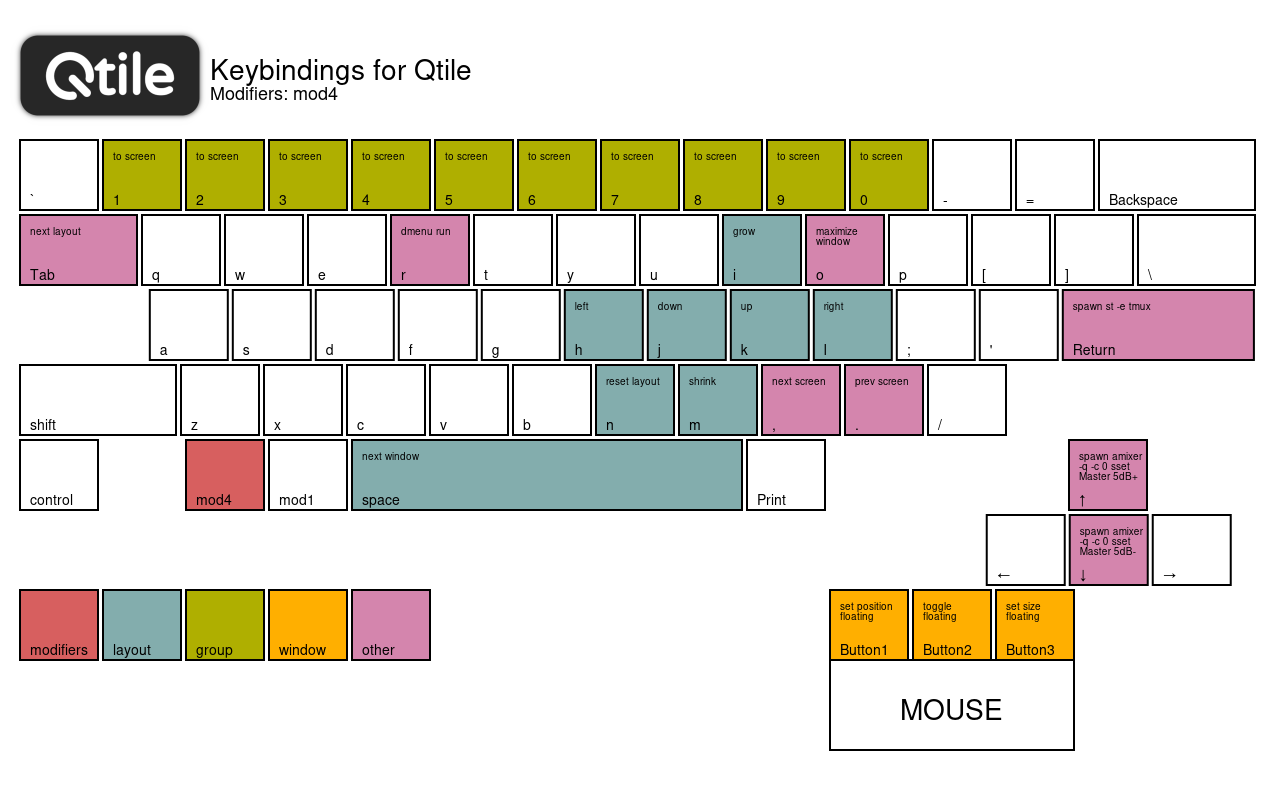 Qtile
Keybindings for Qtile
Modifiers: mod4
`
to screen
1
to screen
2
to screen
3
to screen
4
to screen
5
to screen
6
to screen
7
to screen
8
to screen
9
to screen
0
-
=
Backspace
next layout
Tab
q
w
e
dmenu run
r
t
y
u
grow
i
maximize
window
o
p
[
]
\
a
s
d
f
g
left
h
down
j
up
k
right
l
;
'
spawn st -e tmux
Return
shift
z
x
c
v
b
reset layout
n
shrink
m
next screen
,
prev screen
.
/
control
mod4
mod1
next window
space
Print
spawn amixer
-q -c 0 sset
Master 5dB+
↑
←
spawn amixer
-q -c 0 sset
Master 5dB-
↓
→
modifiers
layout
group
window
other
set position
floating
Button1
toggle
floating
Button2
set size
floating
Button3
MOUSE